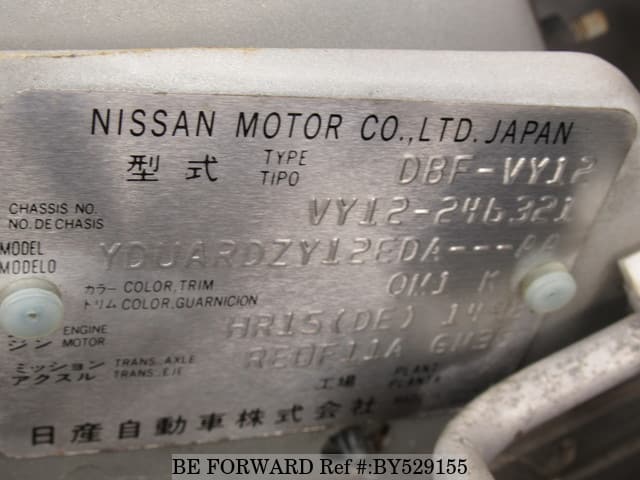 NISSAN MOTOR CO.,LTD. JAPAN
型式 TYPE TIPO DBF-VY12
CHASSIS NO. NO. DE CHASIS VY12-246321
MODEL MODELO
カラー COLOR,TRIM
トリム COLOR,GUARNICION QM1 K
ジン ENGINE MOTOR HR15(DE)
ミッション TRANS.,AXLE
アクスル TRANS.,EJE RE0F11A
工場 PLANT PLANTA
日産自動車株式会社
BE FORWARD Ref #:BY529155